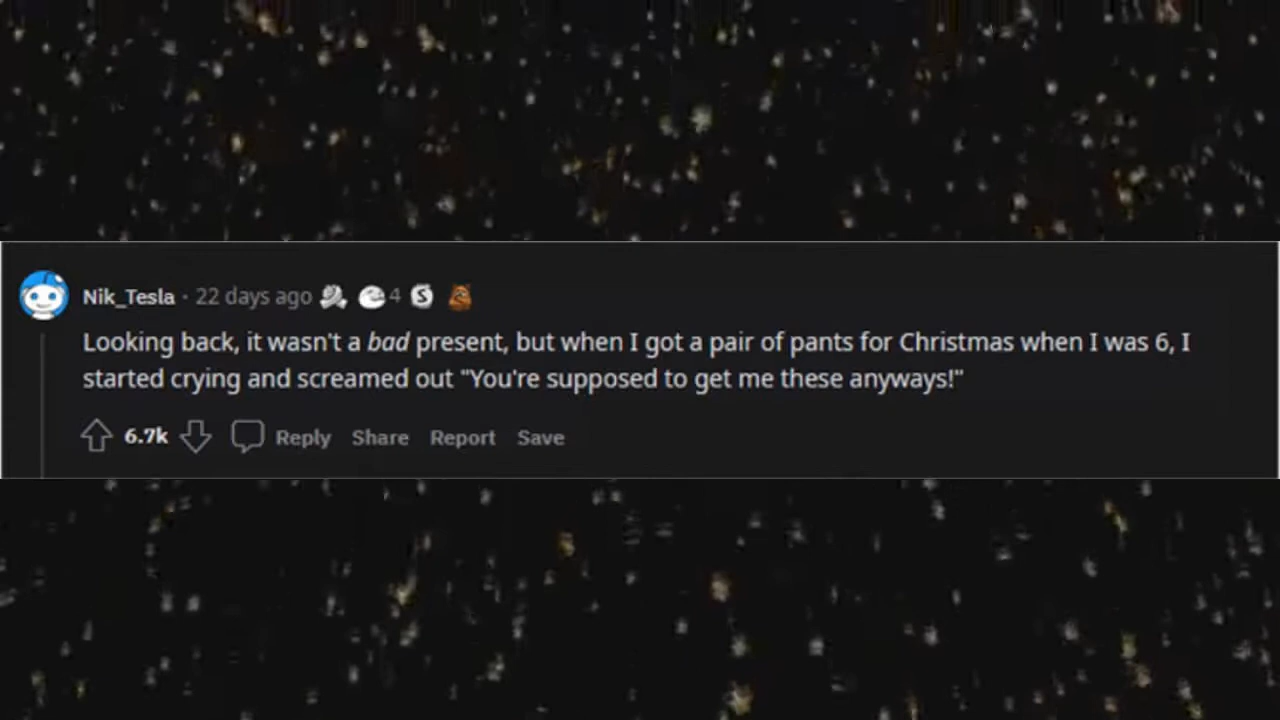 Nik_Tesla · 22 days ago 4 S
Looking back, it wasn't a bad present, but when I got a pair of pants for Christmas when I was 6, I
started crying and screamed out "You're supposed to get me these anyways!"
6.7k Reply Share Report Save